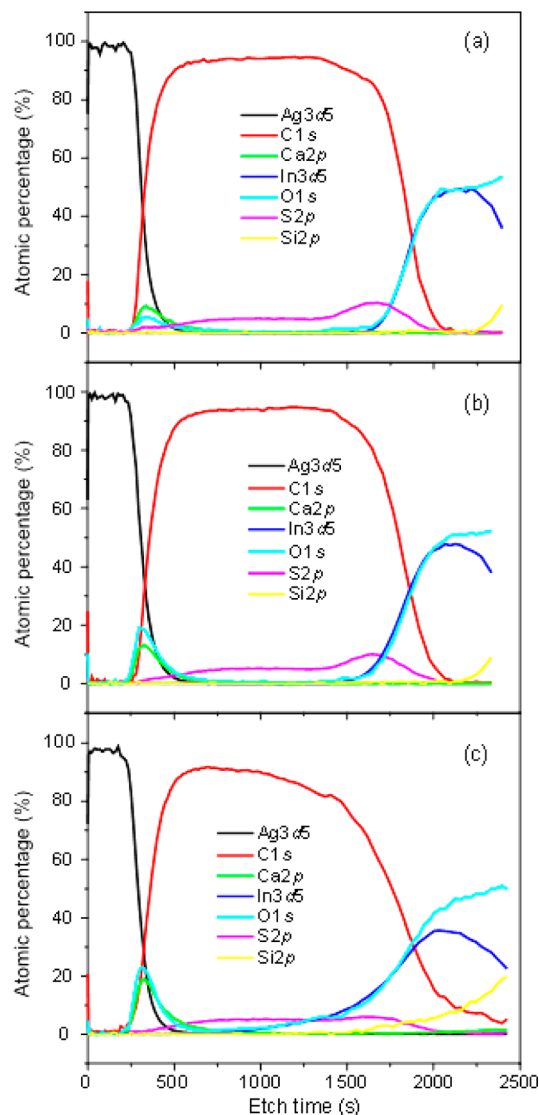 (a)
100
80
60
40
20
0
Atomic percentage (%)
Ag3d5
C1s
Ca2p
In3d5
O1s
S2p
Si2p
(b)
100
80
60
40
20
0
Atomic percentage (%)
Ag3d5
C1s
Ca2p
In3d5
O1s
S2p
Si2p
(c)
100
80
60
40
20
0
Atomic percentage (%)
Ag3d5
C1s
Ca2p
In3d5
O1s
S2p
Si2p
0 500 1000 1500 2000 2500
Etch time (s)